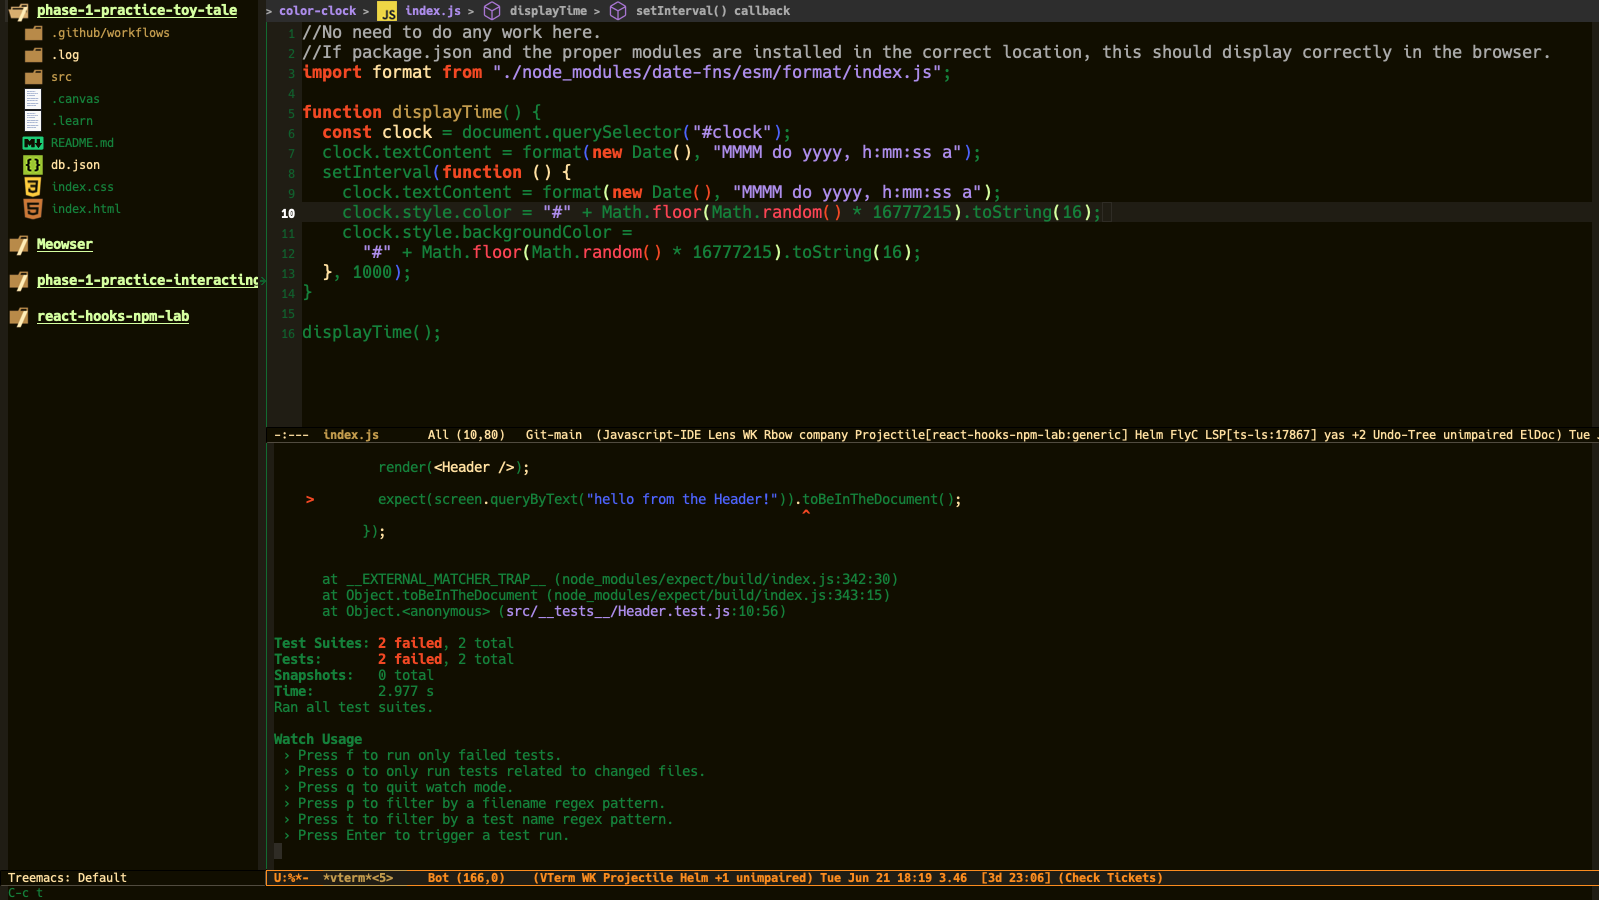 phase-1-practice-toy-tale
.github/workflows
.log
src
.canvas
.learn
README.md
db.json
index.css
index.html
Meowser
phase-1-practice-interacting
react-hooks-npm-lab
> color-clock > JS index.js > displayTime > setInterval() callback
1 //No need to do any work here.
2 //If package.json and the proper modules are installed in the correct location, this should display correctly in the browser.
3 import format from "./node_modules/date-fns/esm/format/index.js";
4
5 function displayTime() {
6   const clock = document.querySelector("#clock");
7   clock.textContent = format(new Date(), "MMMM do yyyy, h:mm:ss a");
8   setInterval(function () {
9     clock.textContent = format(new Date(), "MMMM do yyyy, h:mm:ss a");
10     clock.style.color = "#" + Math.floor(Math.random() * 16777215).toString(16);
11     clock.style.backgroundColor =
12       "#" + Math.floor(Math.random() * 16777215).toString(16);
13   }, 1000);
14 }
15
16 displayTime();
-:--- index.js All (10,80) Git-main (Javascript-IDE Lens WK Rbow company Projectile[react-hooks-npm-lab:generic] Helm FlyC LSP[ts-ls:17867] yas +2 Undo-Tree unimpaired ElDoc) Tue
render(<Header />);
> expect(screen.queryByText("hello from the Header!")).toBeInTheDocument();
^
});
at __EXTERNAL_MATCHER_TRAP__ (node_modules/expect/build/index.js:342:30)
at Object.toBeInTheDocument (node_modules/expect/build/index.js:343:15)
at Object.<anonymous> (src/__tests__/Header.test.js:10:56)
Test Suites: 2 failed, 2 total
Tests: 2 failed, 2 total
Snapshots: 0 total
Time: 2.977 s
Ran all test suites.
Watch Usage
› Press f to run only failed tests.
› Press o to only run tests related to changed files.
› Press q to quit watch mode.
› Press p to filter by a filename regex pattern.
› Press t to filter by a test name regex pattern.
› Press Enter to trigger a test run.
Treemacs: Default
U:%*- *vterm*<5> Bot (166,0) (VTerm WK Projectile Helm +1 unimpaired) Tue Jun 21 18:19 3.46 [3d 23:06] (Check Tickets)
C-c t